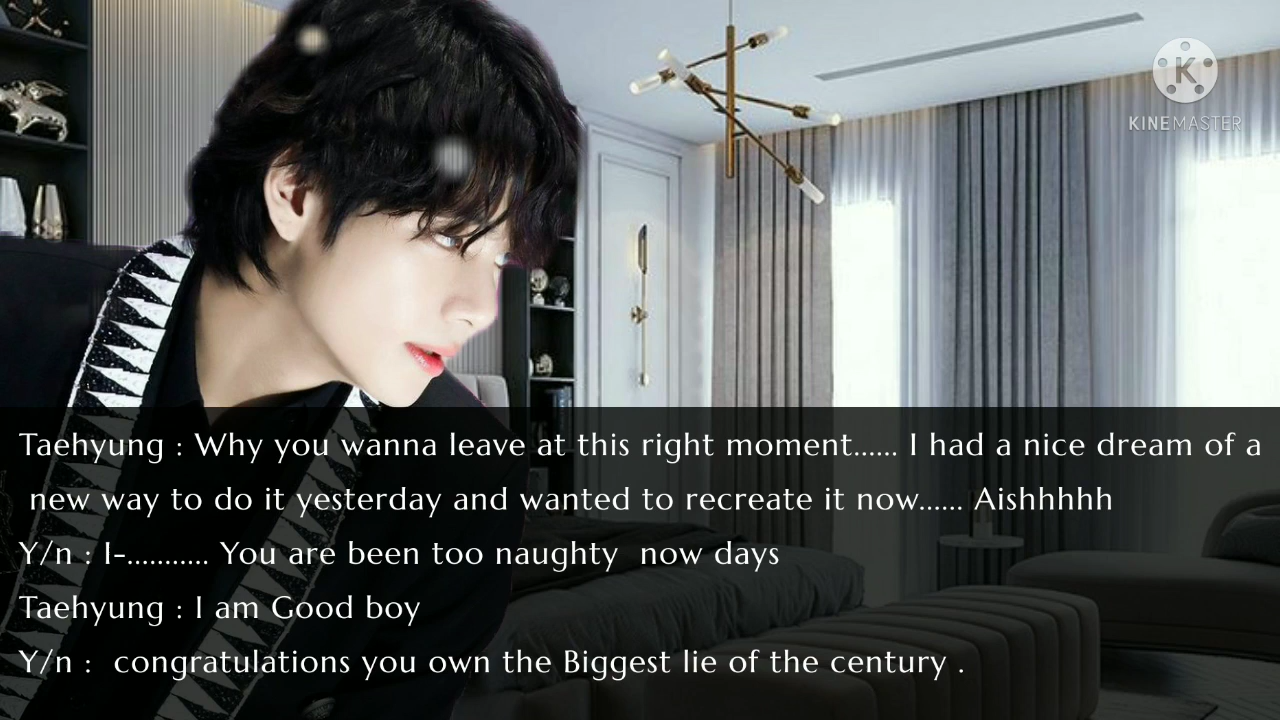 KINEMASTER
Taehyung : Why you wanna leave at this right moment...... I had a nice dream of a
new way to do it yesterday and wanted to recreate it now...... Aishhhhh
Y/n : I-........... You are been too naughty  now days
Taehyung : I am Good boy
Y/n :  congratulations you own the Biggest lie of the century .